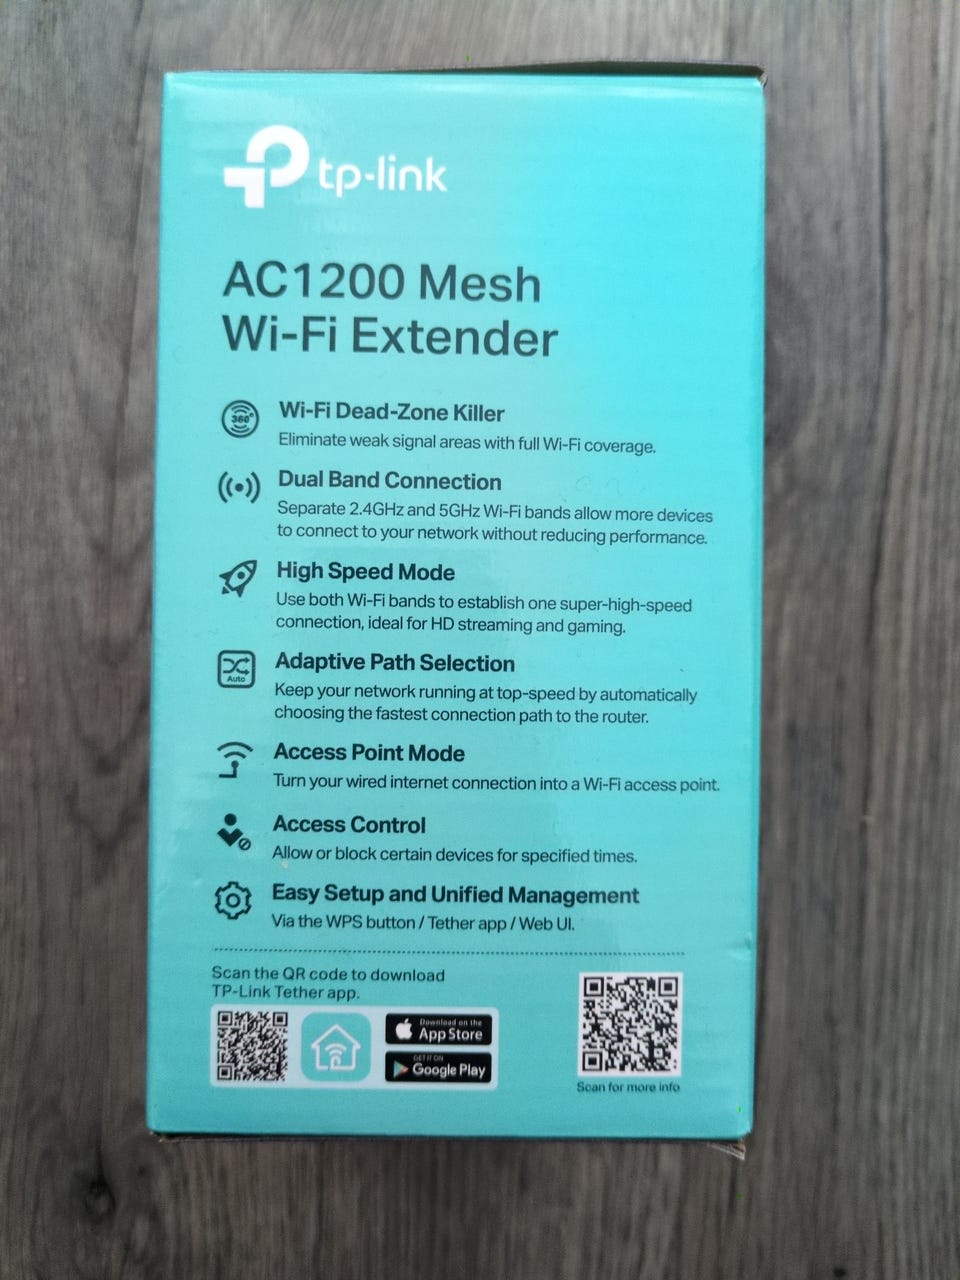 tp-link
AC1200 Mesh
Wi-Fi Extender
360°
Wi-Fi Dead-Zone Killer
Eliminate weak signal areas with full Wi-Fi coverage.
Dual Band Connection
Separate 2.4GHz and 5GHz Wi-Fi bands allow more devices
to connect to your network without reducing performance.
High Speed Mode
Use both Wi-Fi bands to establish one super-high-speed
connection, ideal for HD streaming and gaming.
Auto
Adaptive Path Selection
Keep your network running at top-speed by automatically
choosing the fastest connection path to the router.
Access Point Mode
Turn your wired internet connection into a Wi-Fi access point.
Access Control
Allow or block certain devices for specified times.
Easy Setup and Unified Management
Via the WPS button / Tether app / Web UI.
Scan the QR code to download
TP-Link Tether app.
Download on the
App Store
GET IT ON
Google Play
Scan for more info